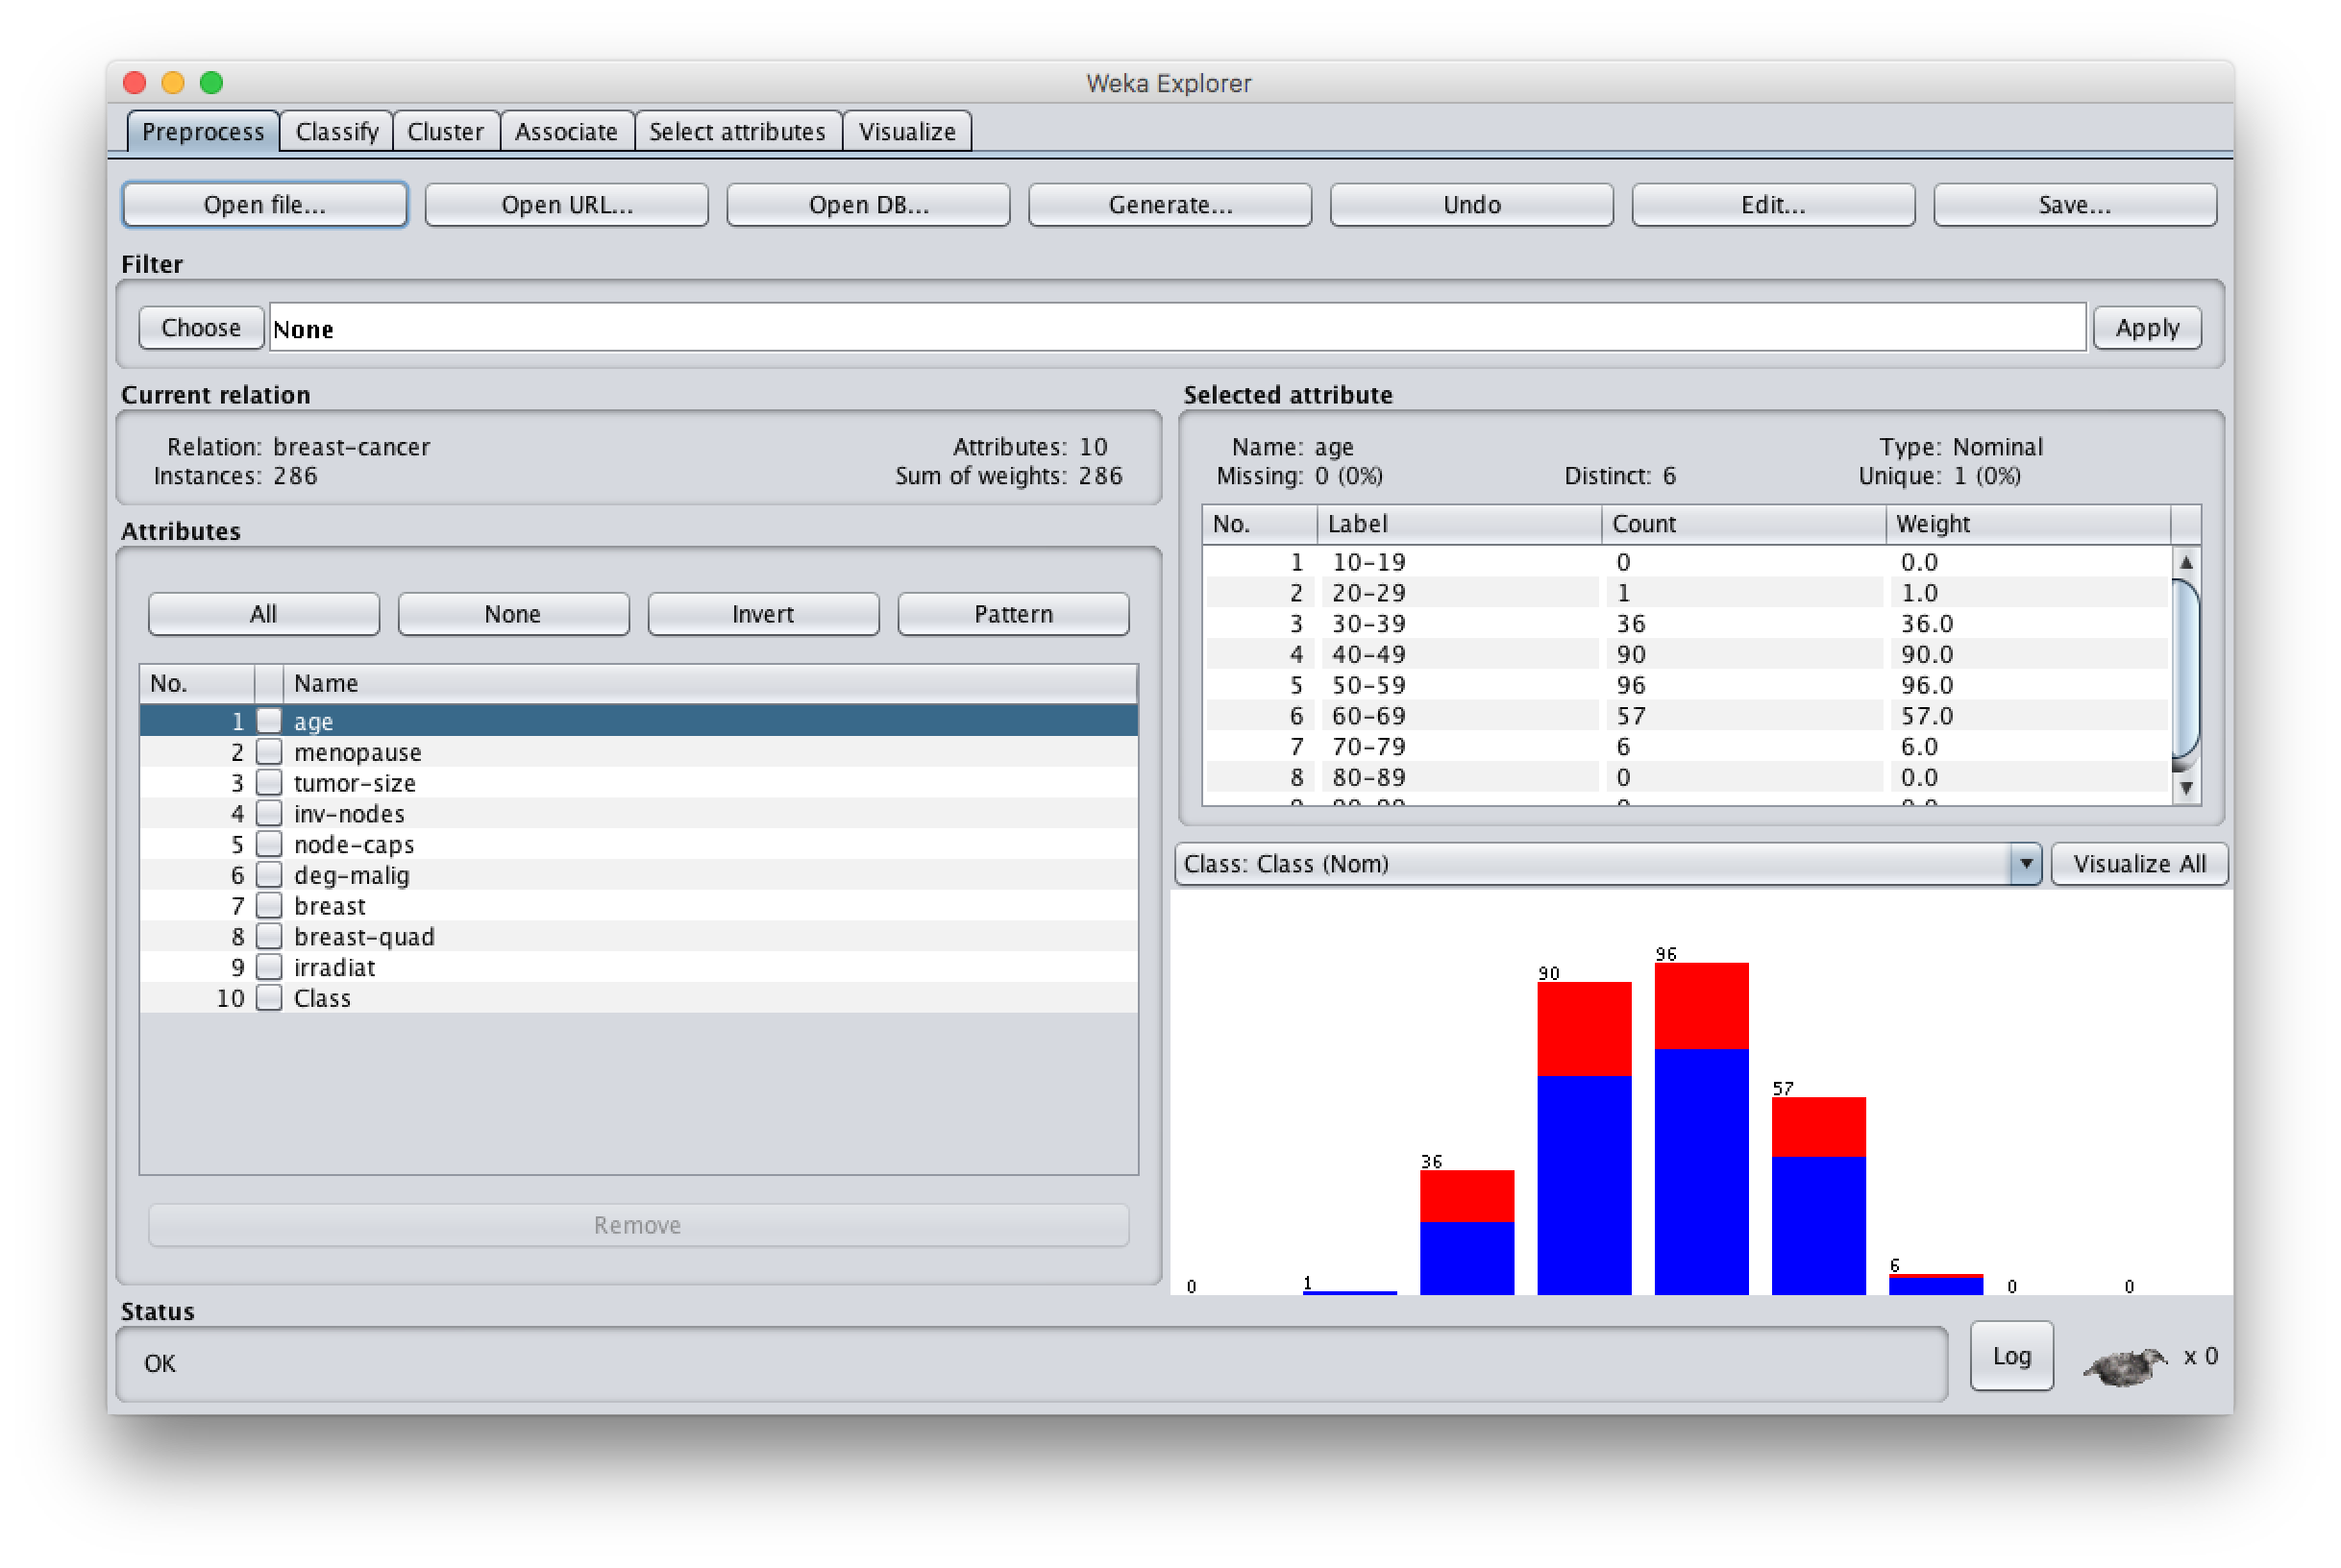 Weka Explorer
Preprocess Classify Cluster Associate Select attributes Visualize
Open file... Open URL... Open DB... Generate... Undo Edit... Save...
Filter
Choose None Apply
Current relation
Relation: breast-cancer Attributes: 10
Instances: 286 Sum of weights: 286
Attributes
All None Invert Pattern
No. Name
1 age
2 menopause
3 tumor-size
4 inv-nodes
5 node-caps
6 deg-malig
7 breast
8 breast-quad
9 irradiat
10 Class
Remove
Selected attribute
Name: age Type: Nominal
Missing: 0 (0%) Distinct: 6 Unique: 1 (0%)
No. Label Count Weight
1 10-19 0 0.0
2 20-29 1 1.0
3 30-39 36 36.0
4 40-49 90 90.0
5 50-59 96 96.0
6 60-69 57 57.0
7 70-79 6 6.0
8 80-89 0 0.0
Class: Class (Nom) Visualize All
0 1 36 90 96 57 6 0 0
Status
OK
Log x 0